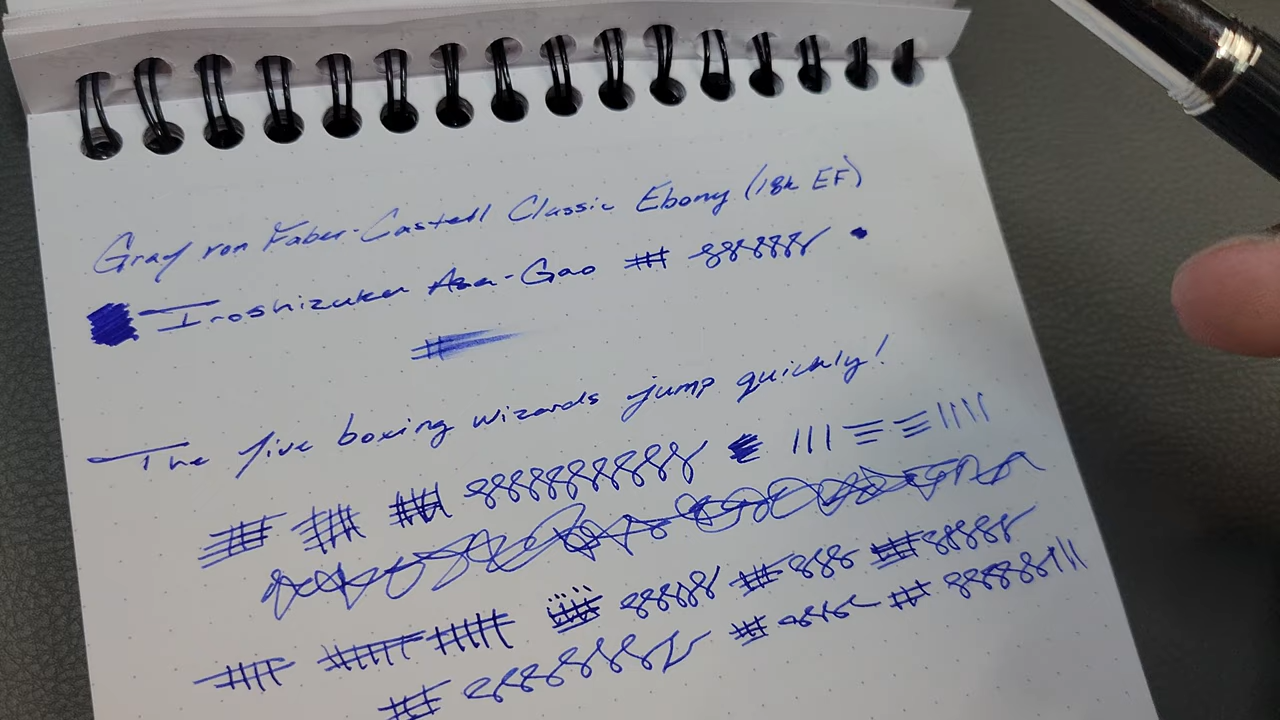 Graf von Faber-Castell Classic Ebony (18k EF)
Iroshizuku Asa-Gao
The five boxing wizards jump quickly!